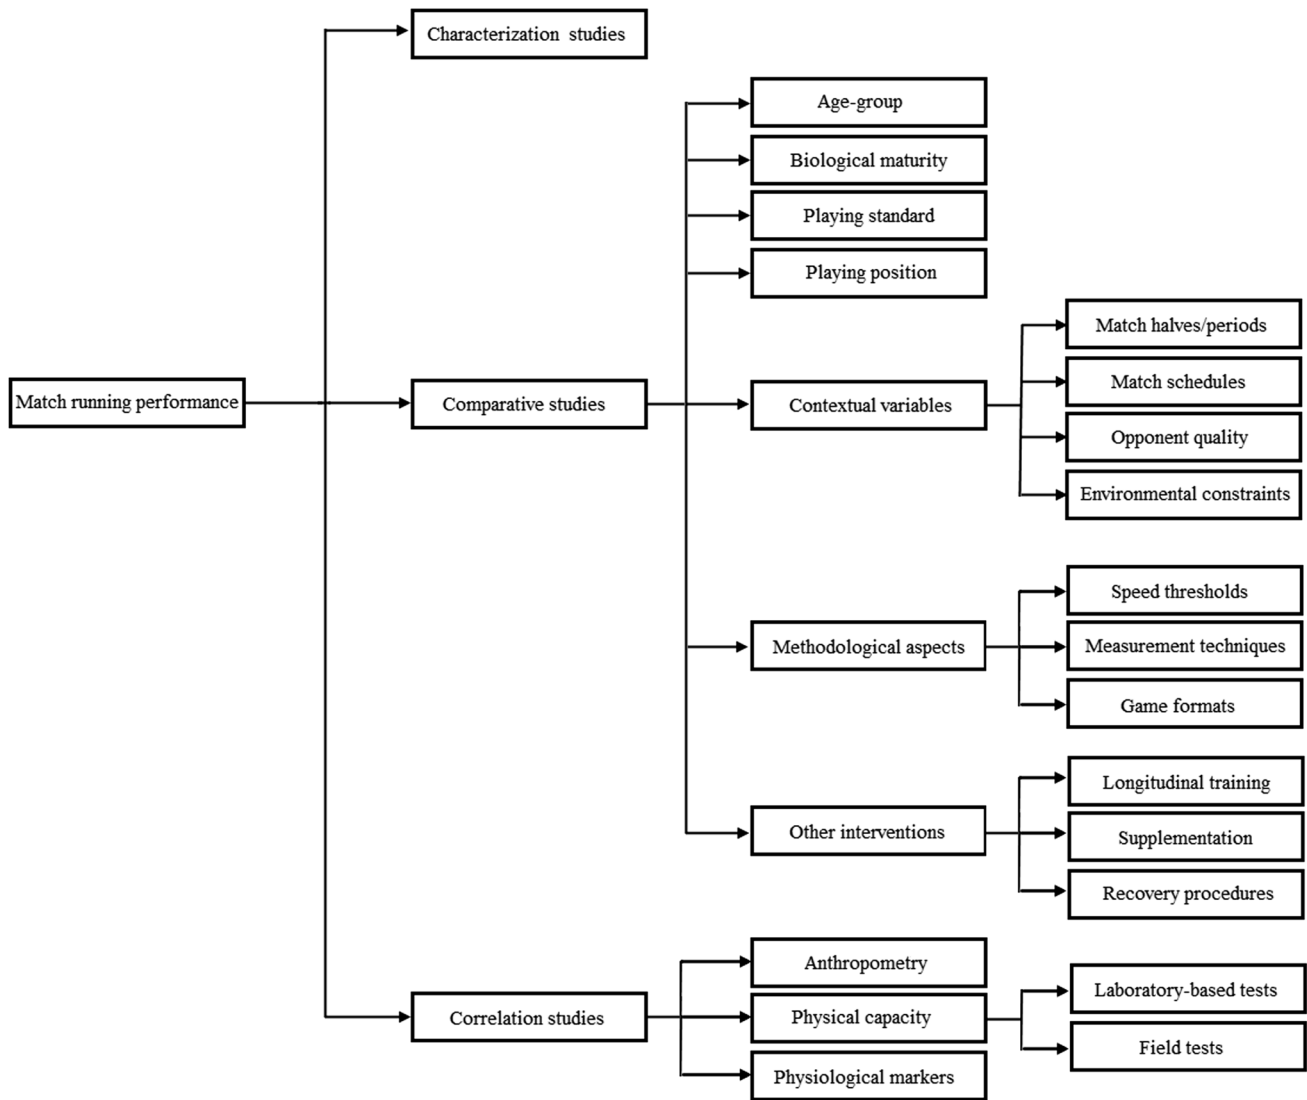 Characterization studies
Age-group
Biological maturity
Playing standard
Playing position
Match halves/periods
Match schedules
Match running performance
Comparative studies
Contextual variables
Opponent quality
Environmental constraints
Speed thresholds
Methodological aspects
Measurement techniques
Game formats
Longitudinal training
Other interventions
Supplementation
Recovery procedures
Anthropometry
Laboratory-based tests
Correlation studies
Physical capacity
Field tests
Physiological markers